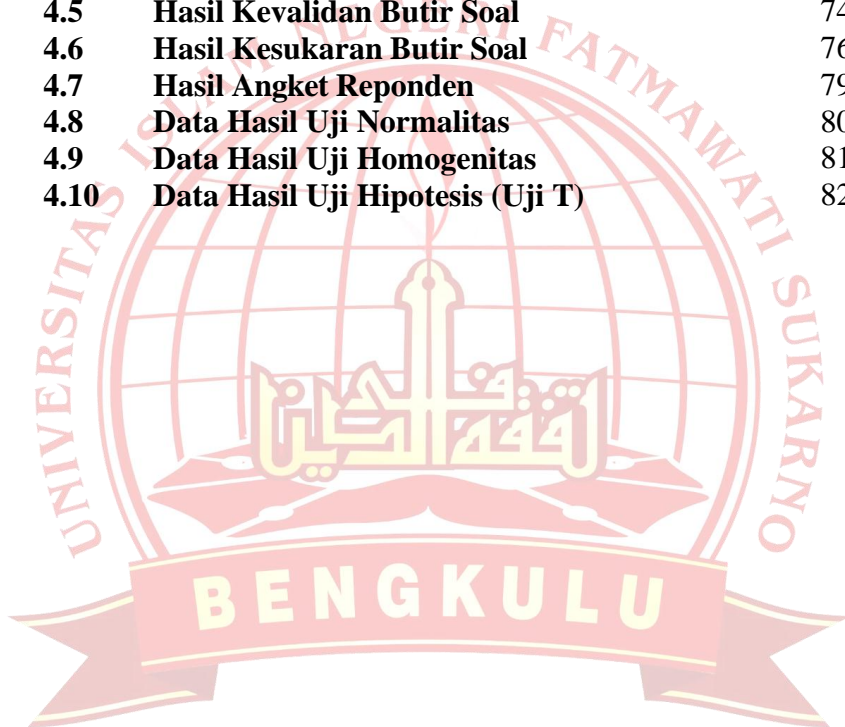 4.5 Hasil Kevalidan Butir Soal 74
4.6 Hasil Kesukaran Butir Soal 76
4.7 Hasil Angket Reponden 79
4.8 Data Hasil Uji Normalitas 80
4.9 Data Hasil Uji Homogenitas 81
4.10 Data Hasil Uji Hipotesis (Uji T) 82
UNIVERSITAS ISLAM NEGERI FATMAWATI SUKARNO
BENGKULU